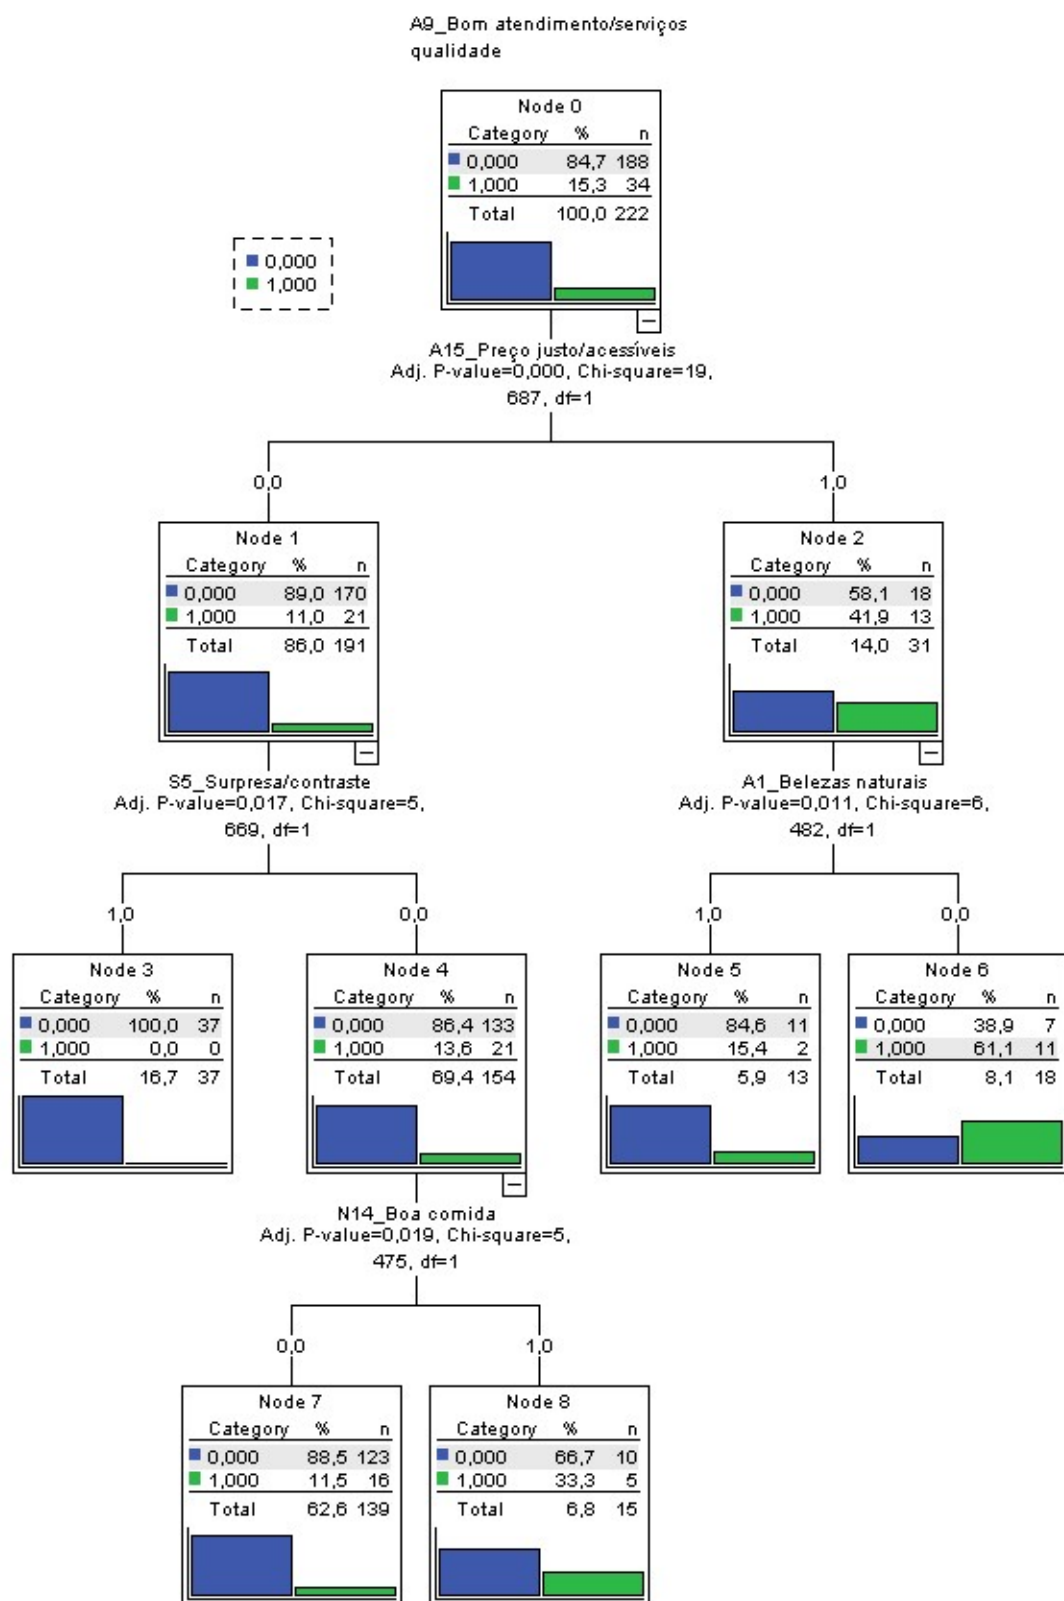 A9_Bom atendimento/serviços
qualidade
Node 0
Category % n
0,000 84,7 188
1,000 15,3 34
Total 100,0 222
0,000
1,000
A15_Preço justo/acessíveis
Adj. P-value=0,000, Chi-square=19,
687, df=1
0,0
1,0
Node 1
Category % n
0,000 89,0 170
1,000 11,0 21
Total 86,0 191
Node 2
Category % n
0,000 58,1 18
1,000 41,9 13
Total 14,0 31
S5_Surpresa/contraste
Adj. P-value=0,017, Chi-square=5,
669, df=1
A1_Belezas naturais
Adj. P-value=0,011, Chi-square=6,
482, df=1
1,0
0,0
1,0
0,0
Node 3
Category % n
0,000 100,0 37
1,000 0,0 0
Total 16,7 37
Node 4
Category % n
0,000 86,4 133
1,000 13,6 21
Total 69,4 154
Node 5
Category % n
0,000 84,6 11
1,000 15,4 2
Total 5,9 13
Node 6
Category % n
0,000 38,9 7
1,000 61,1 11
Total 8,1 18
N14_Boa comida
Adj. P-value=0,019, Chi-square=5,
475, df=1
0,0
1,0
Node 7
Category % n
0,000 88,5 123
1,000 11,5 16
Total 62,6 139
Node 8
Category % n
0,000 66,7 10
1,000 33,3 5
Total 6,8 15